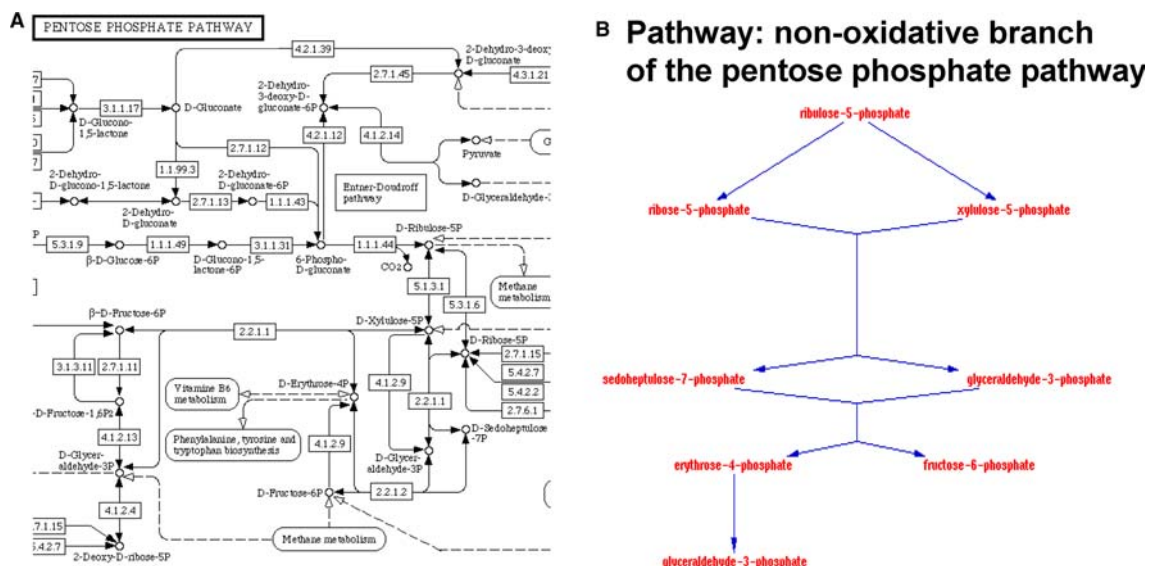 A
PENTOSE PHOSPHATE PATHWAY
4.2.1.39
2-Dehydro-3-deoxy-
D-gluconate
2.7.1.45
4.3.1.21
2-Dehydro-
3-deoxy-D-
gluconate-6P
3.1.1.17
D-Gluconate
D-Glucono-
1,5-lactone
4.2.1.12
4.1.2.14
2.7.1.12
Pyruvate
1.1.99.3
2-Dehydro-
D-glucono-1,5-lactone
2-Dehydro-
D-gluconate-6P
Entner-Doudroff
pathway
D-Glyceraldehyde-
2.7.1.13
1.1.1.43
2-Dehydro-
D-gluconate
D-Ribulose-5P
5.3.1.9
1.1.1.49
3.1.1.31
1.1.1.44
β-D-Glucose-6P
D-Glucono-1,5-
lactone-6P
6-Phospho-
D-gluconate
CO2
5.1.3.1
5.3.1.6
Methane
metabolism
β-D-Fructose-6P
D-Xylulose-5P
2.2.1.1
D-Ribose-5P
3.1.3.11
2.7.1.11
2.7.1.15
5.4.2.7
5.4.2.2
2.7.6.1
Vitamine B6
metabolism
D-Erythrose-4P
4.1.2.9
2.2.1.1
-D-Fructose-1,6P2
Phenylalanine, tyrosine and
tryptophan biosynthesis
4.1.2.13
4.1.2.9
D-Sedoheptulose
-7P
D-Glycer-
aldehyde-3P
D-Glycer-
aldehyde-3P
D-Fructose-6P
2.2.1.2
4.1.2.4
Methane metabolism
.7.1.15
5.4.2.7
2-Deoxy-D-ribose-5P
B Pathway: non-oxidative branch
of the pentose phosphate pathway
ribulose-5-phosphate
ribose-5-phosphate
xylulose-5-phosphate
sedoheptulose-7-phosphate
glyceraldehyde-3-phosphate
erythrose-4-phosphate
fructose-6-phosphate
glyceraldehyde-3-phosphate